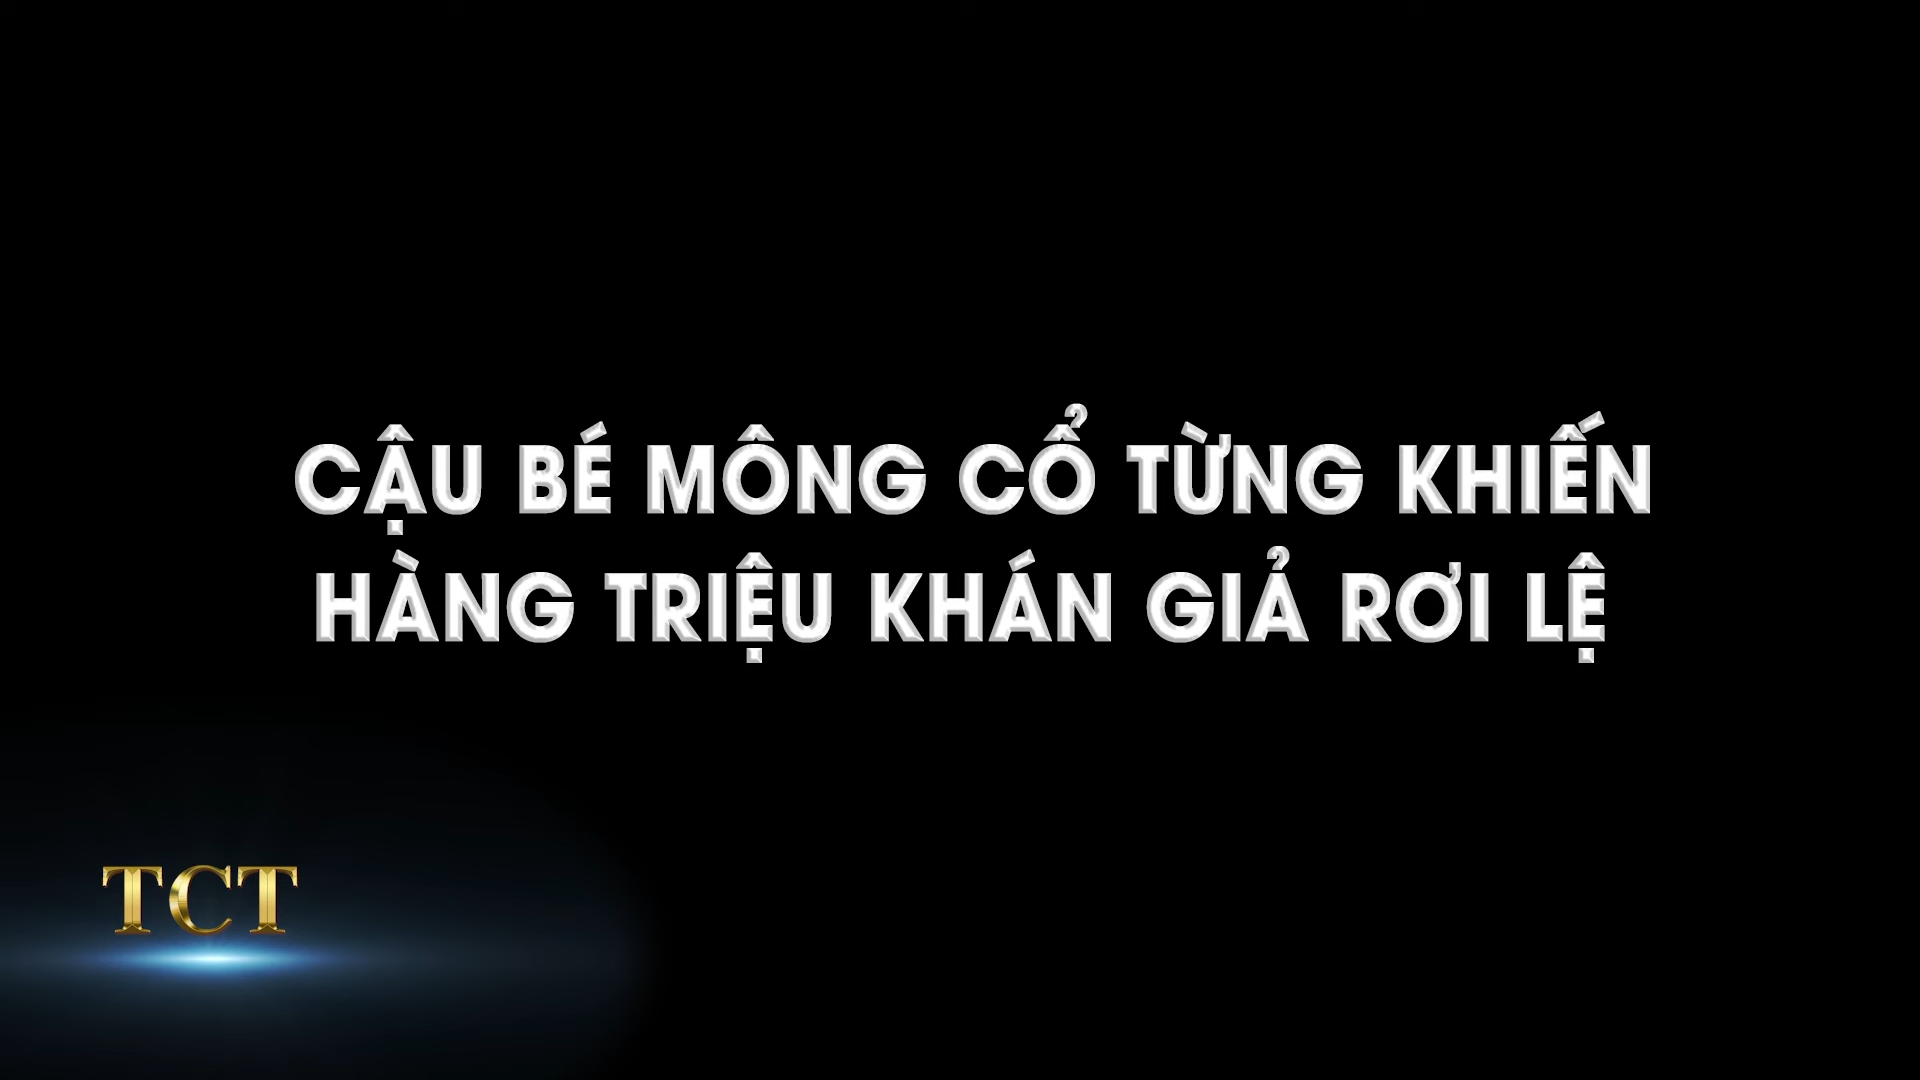 CẬU BÉ MÔNG CỔ TỪNG KHIẾN
HÀNG TRIỆU KHÁN GIẢ RƠI LỆ
TCT